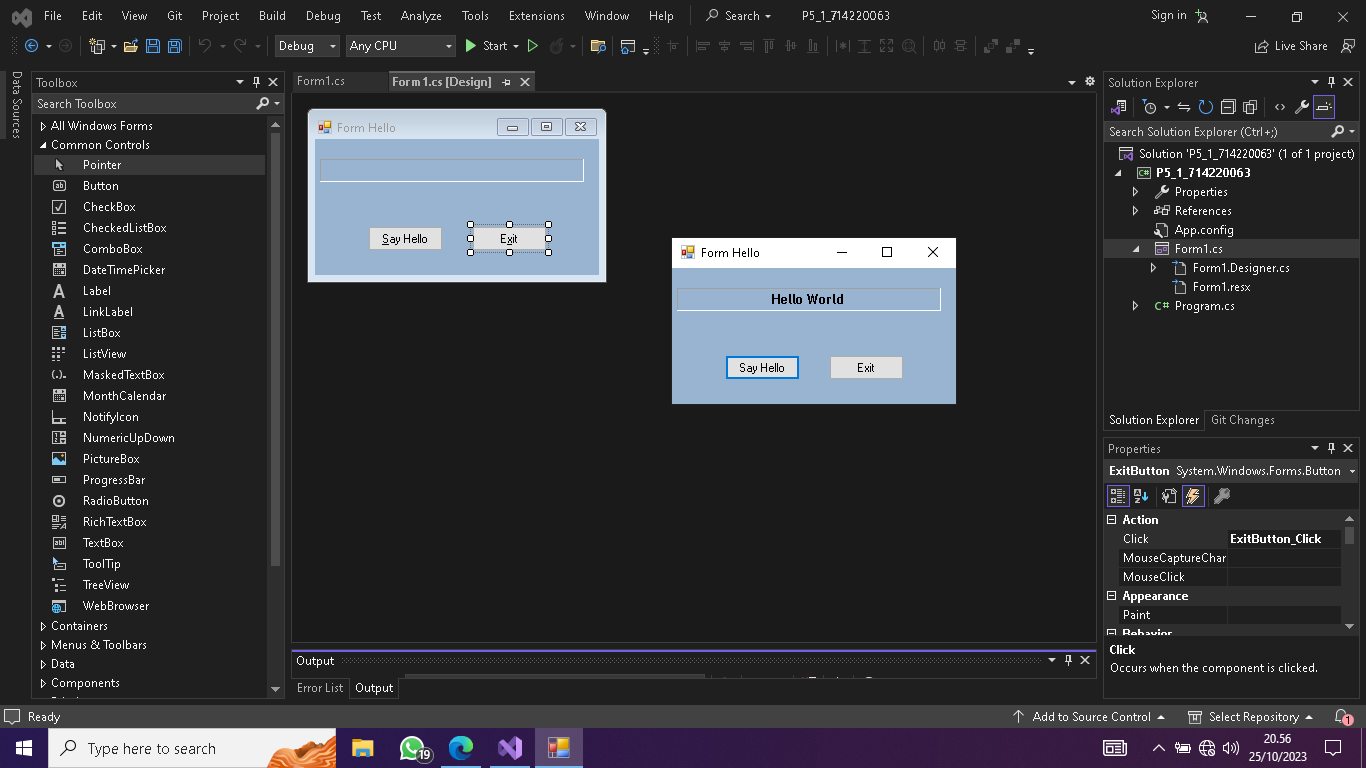 File Edit View Git Project Build Debug Test Analyze Tools Extensions Window Help Search P5_1_714220063 Sign in
Debug Any CPU Start Live Share
Data Sources
Toolbox
Search Toolbox
All Windows Forms
Common Controls
Pointer
Button
CheckBox
CheckedListBox
ComboBox
DateTimePicker
Label
LinkLabel
ListBox
ListView
MaskedTextBox
MonthCalendar
NotifyIcon
NumericUpDown
PictureBox
ProgressBar
RadioButton
RichTextBox
TextBox
ToolTip
TreeView
WebBrowser
Containers
Menus & Toolbars
Data
Components
Form1.cs Form1.cs [Design]
Form Hello
Say Hello Exit
Form Hello
Hello World
Say Hello Exit
Output
Error List Output
Solution Explorer
Search Solution Explorer (Ctrl+;)
Solution 'P5_1_714220063' (1 of 1 project)
P5_1_714220063
Properties
References
App.config
Form1.cs
Form1.Designer.cs
Form1.resx
Program.cs
Solution Explorer Git Changes
Properties
ExitButton System.Windows.Forms.Button
Action
Click ExitButton_Click
MouseCaptureChar
MouseClick
Appearance
Paint
Behavior
Click
Occurs when the component is clicked.
Ready Add to Source Control Select Repository 1
Type here to search 19 20.56
25/10/2023